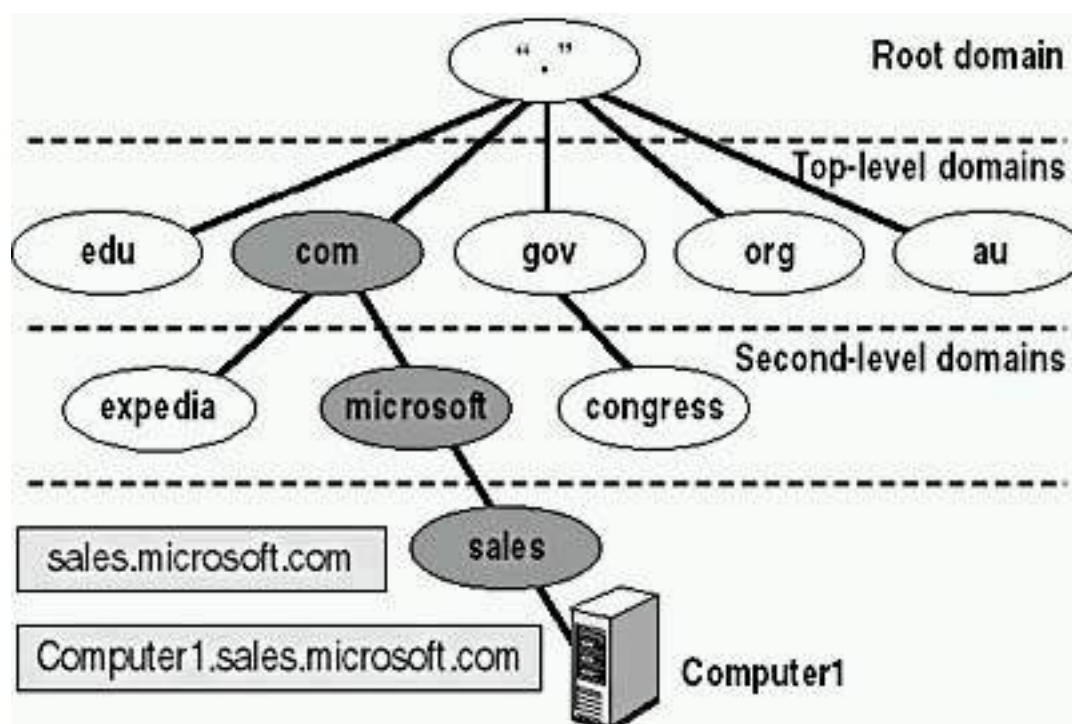 “.”
Root domain
Top-level domains
edu
com
gov
org
au
Second-level domains
expedia
microsoft
congress
sales.microsoft.com
sales
Computer1.sales.microsoft.com
Computer1